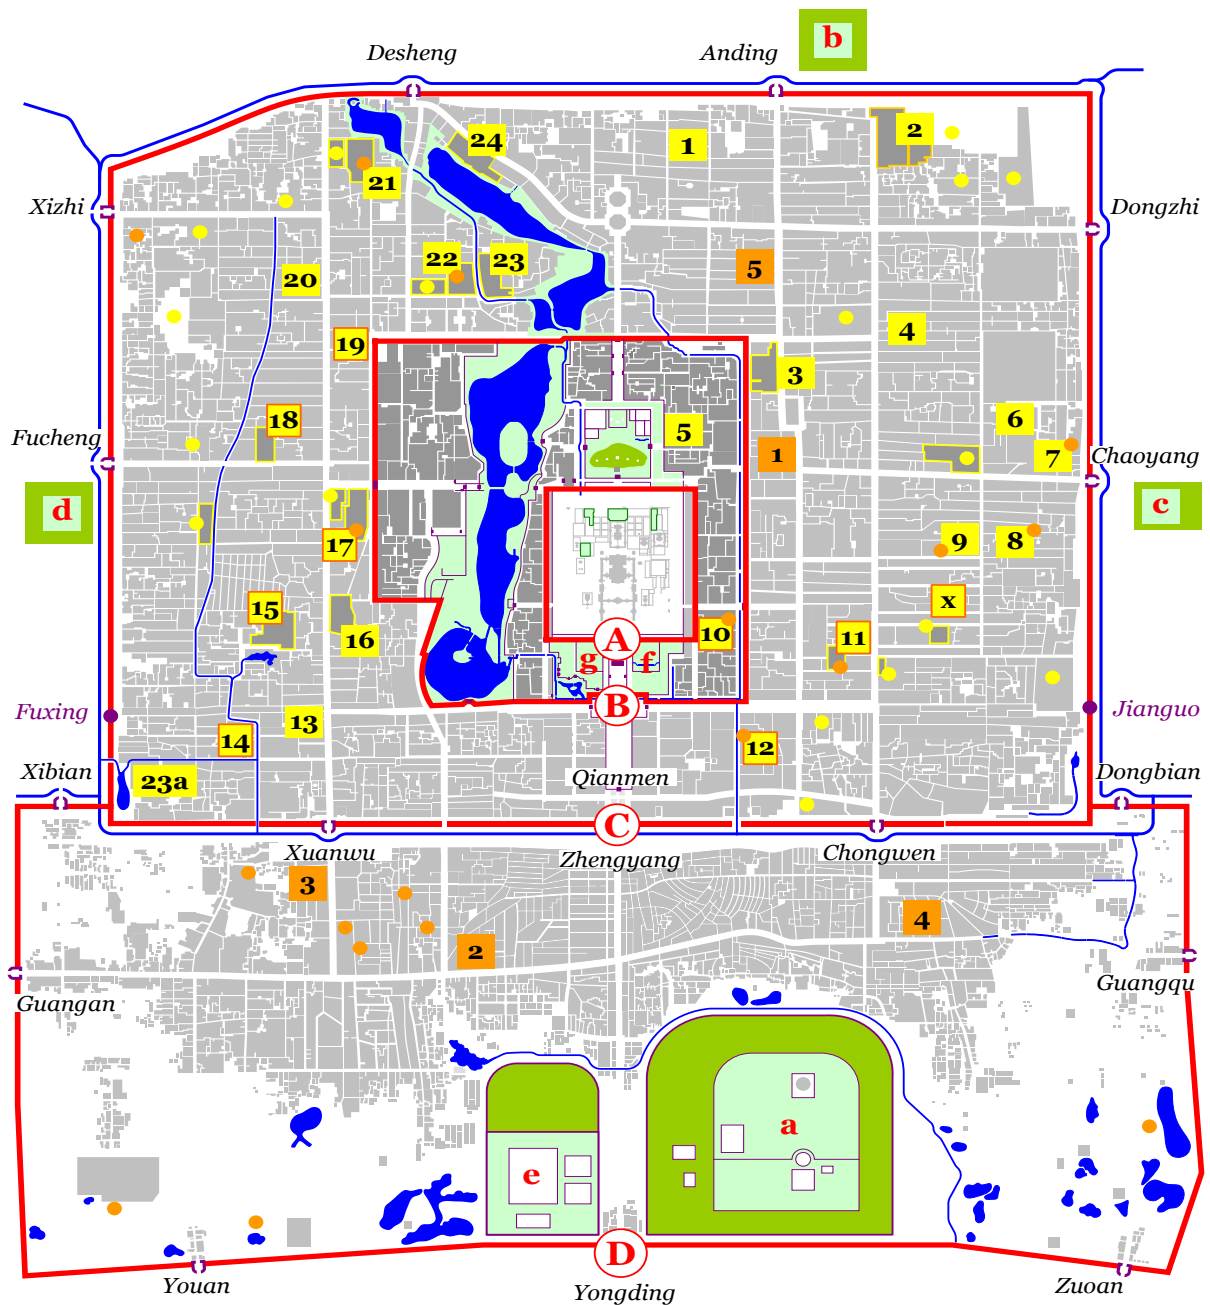 b
Desheng
Anding
24
1
2
21
Xizhi
Dongzhi
22
23
5
20
19
4
3
18
5
6
Fucheng
1
7
Chaoyang
d
c
17
9
8
15
x
16
A
10
11
g
f
B
Fuxing
13
Jianguo
14
12
Xibian
23a
Qianmen
Dongbian
C
Xuanwu
Zhengyang
Chongwen
3
4
2
Guangan
Guangqu
a
e
D
Youan
Yongding
Zuoan